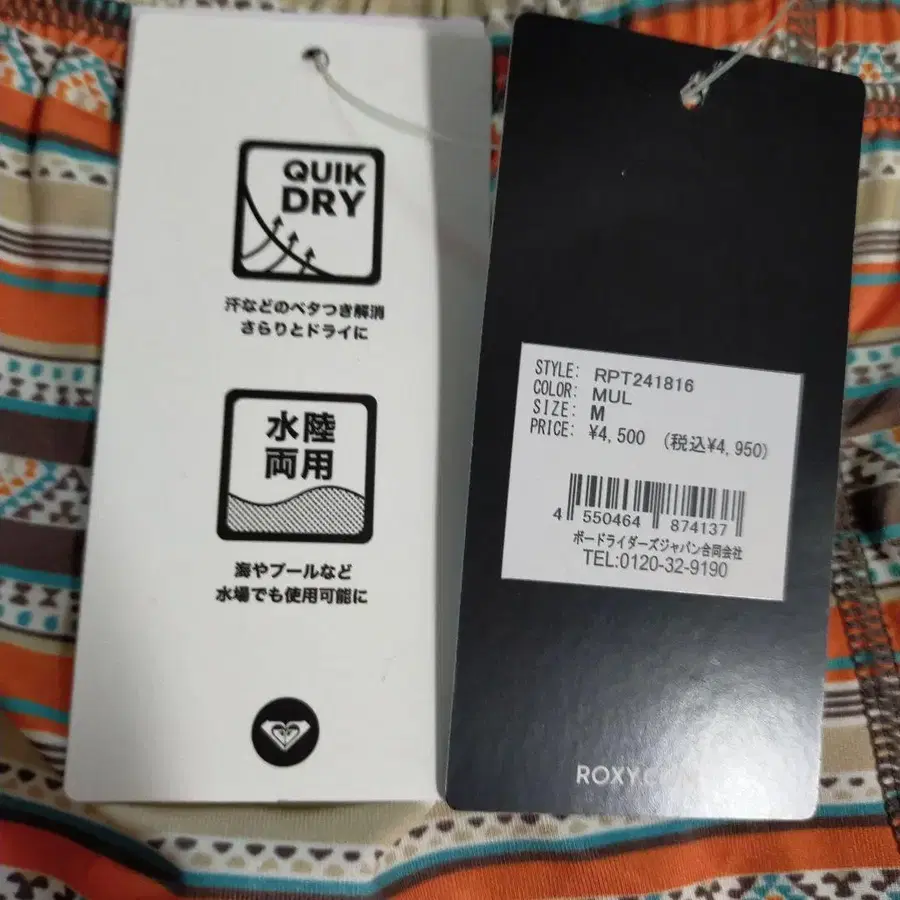 QUIK
DRY
汗などのベタつき解消
さらりとドライに
水陸
両用
海やプールなど
水場でも使用可能に
STYLE: RPT241816
COLOR: MUL
SIZE: M
PRICE: ¥4,500 (税込¥4,950)
4 550464 874137
ボードライダーズジャパン合同会社
TEL:0120-32-9190